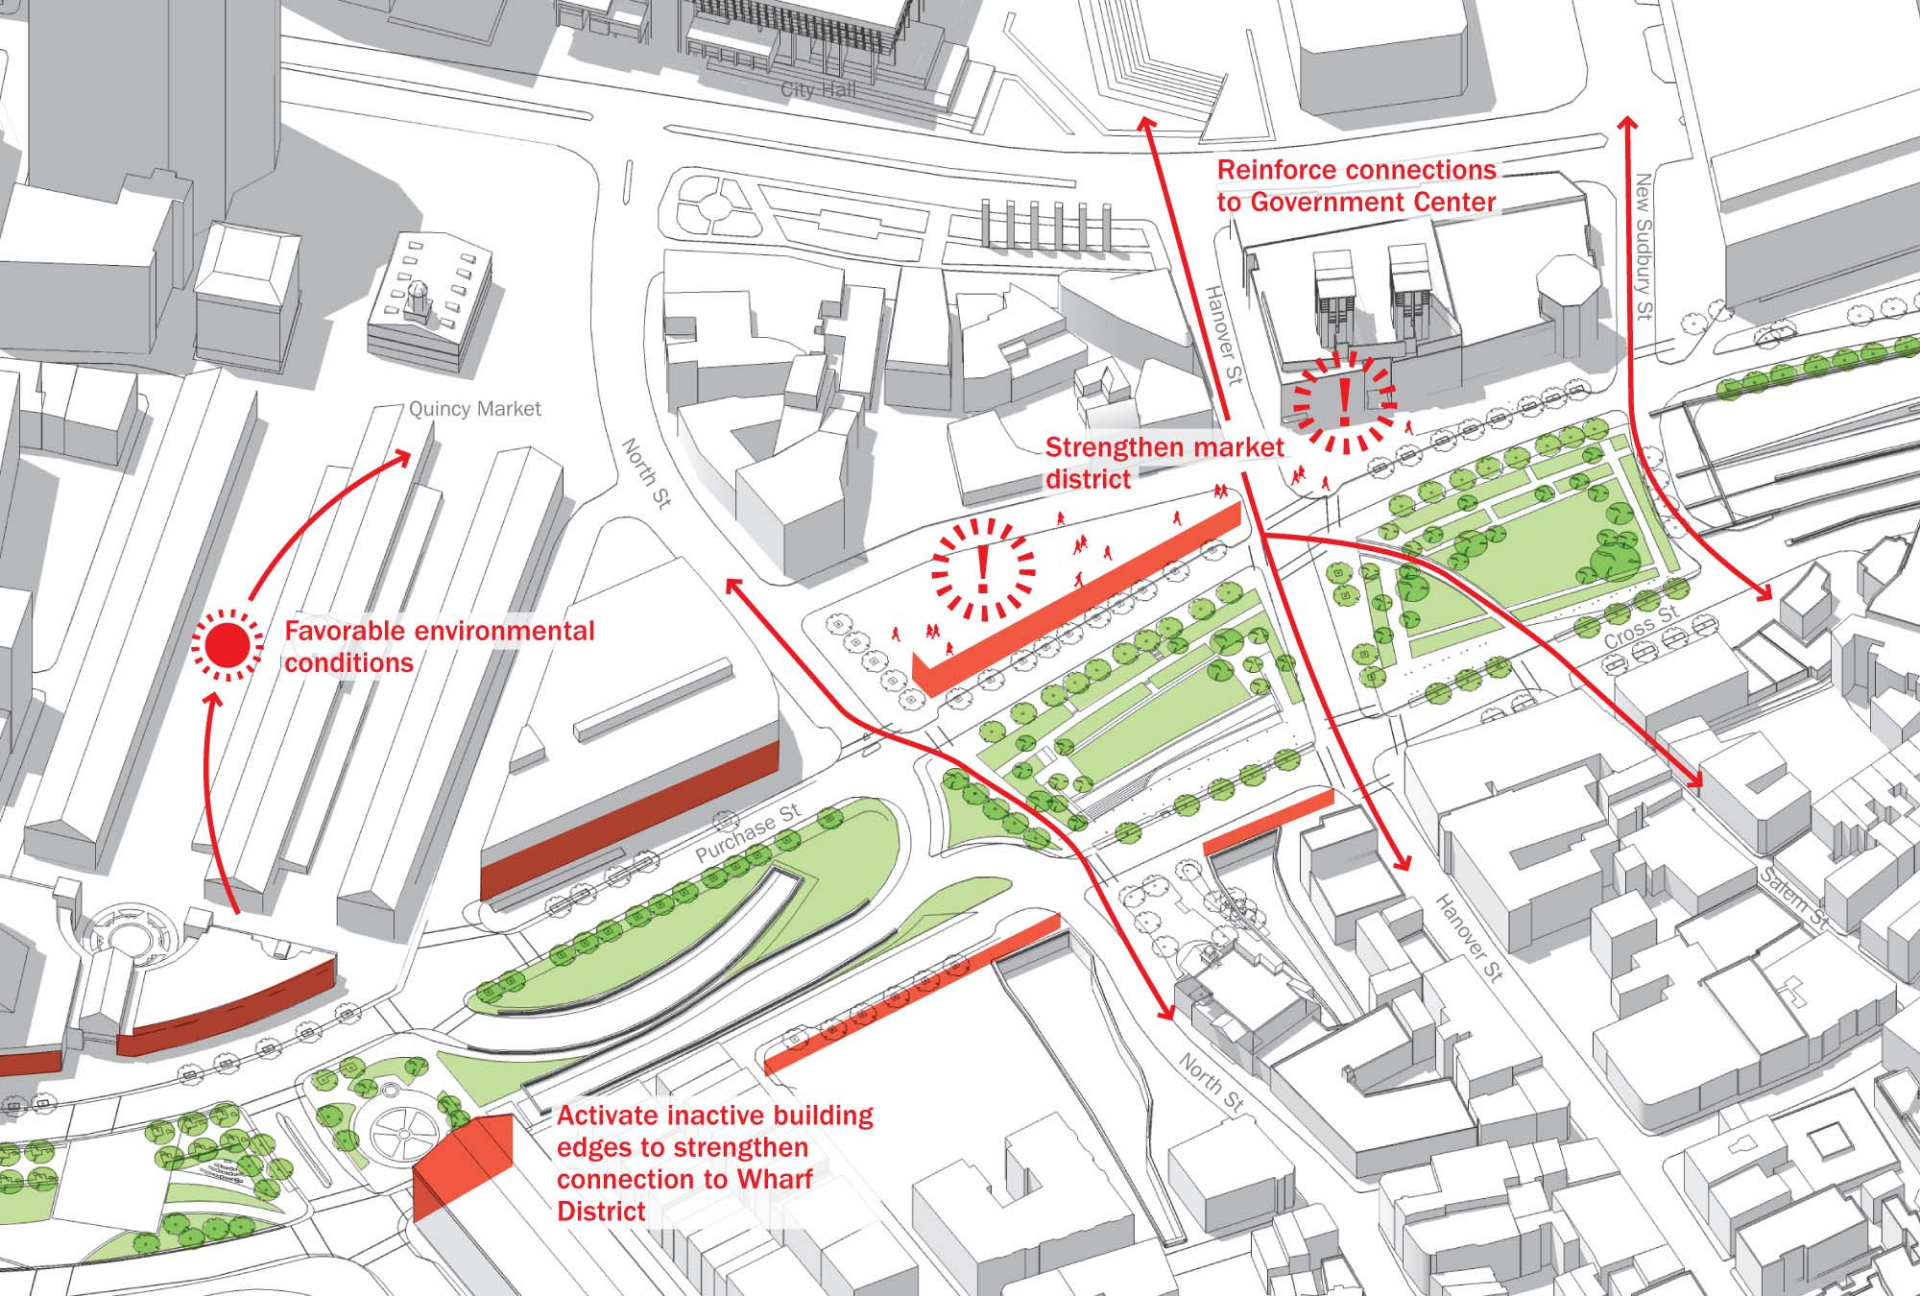 City Hall
Reinforce connections
to Government Center
New Sudbury St
Hanover St
Quincy Market
Strengthen market
district
North St
!
!
Favorable environmental
conditions
Cross St
Purchase St
Salem St
Hanover St
North St
Activate inactive building
edges to strengthen
connection to Wharf
District